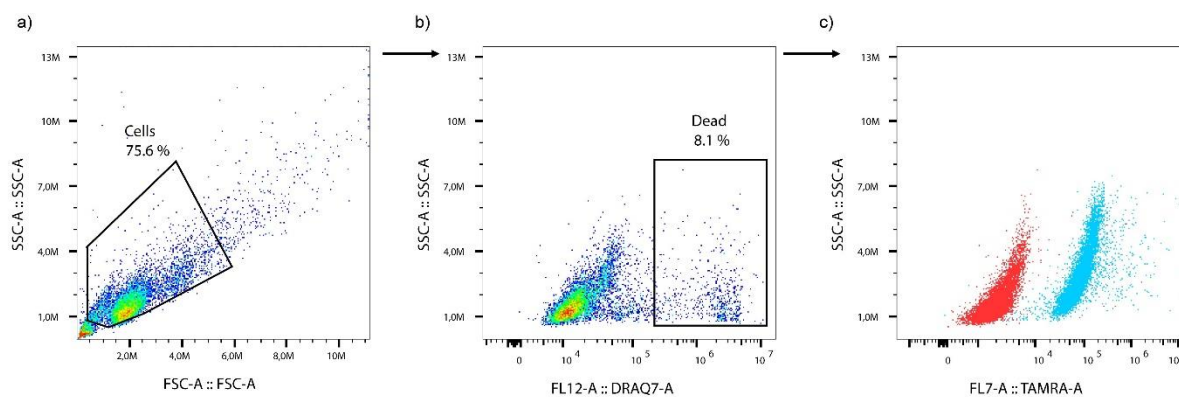 a)
13M
10M
7,0M
4,0M
1,0M
SSC-A :: SSC-A
Cells
75.6 %
2,0M
4,0M
6,0M
8,0M
10M
FSC-A :: FSC-A
b)
13M
10M
7,0M
4,0M
1,0M
SSC-A :: SSC-A
Dead
8.1 %
0
10 4
10 5
10 6
10 7
FL12-A :: DRAQ7-A
c)
13M
10M
7,0M
4,0M
1,0M
SSC-A :: SSC-A
0
10 4
10 5
10 6
10 7
FL7-A :: TAMRA-A